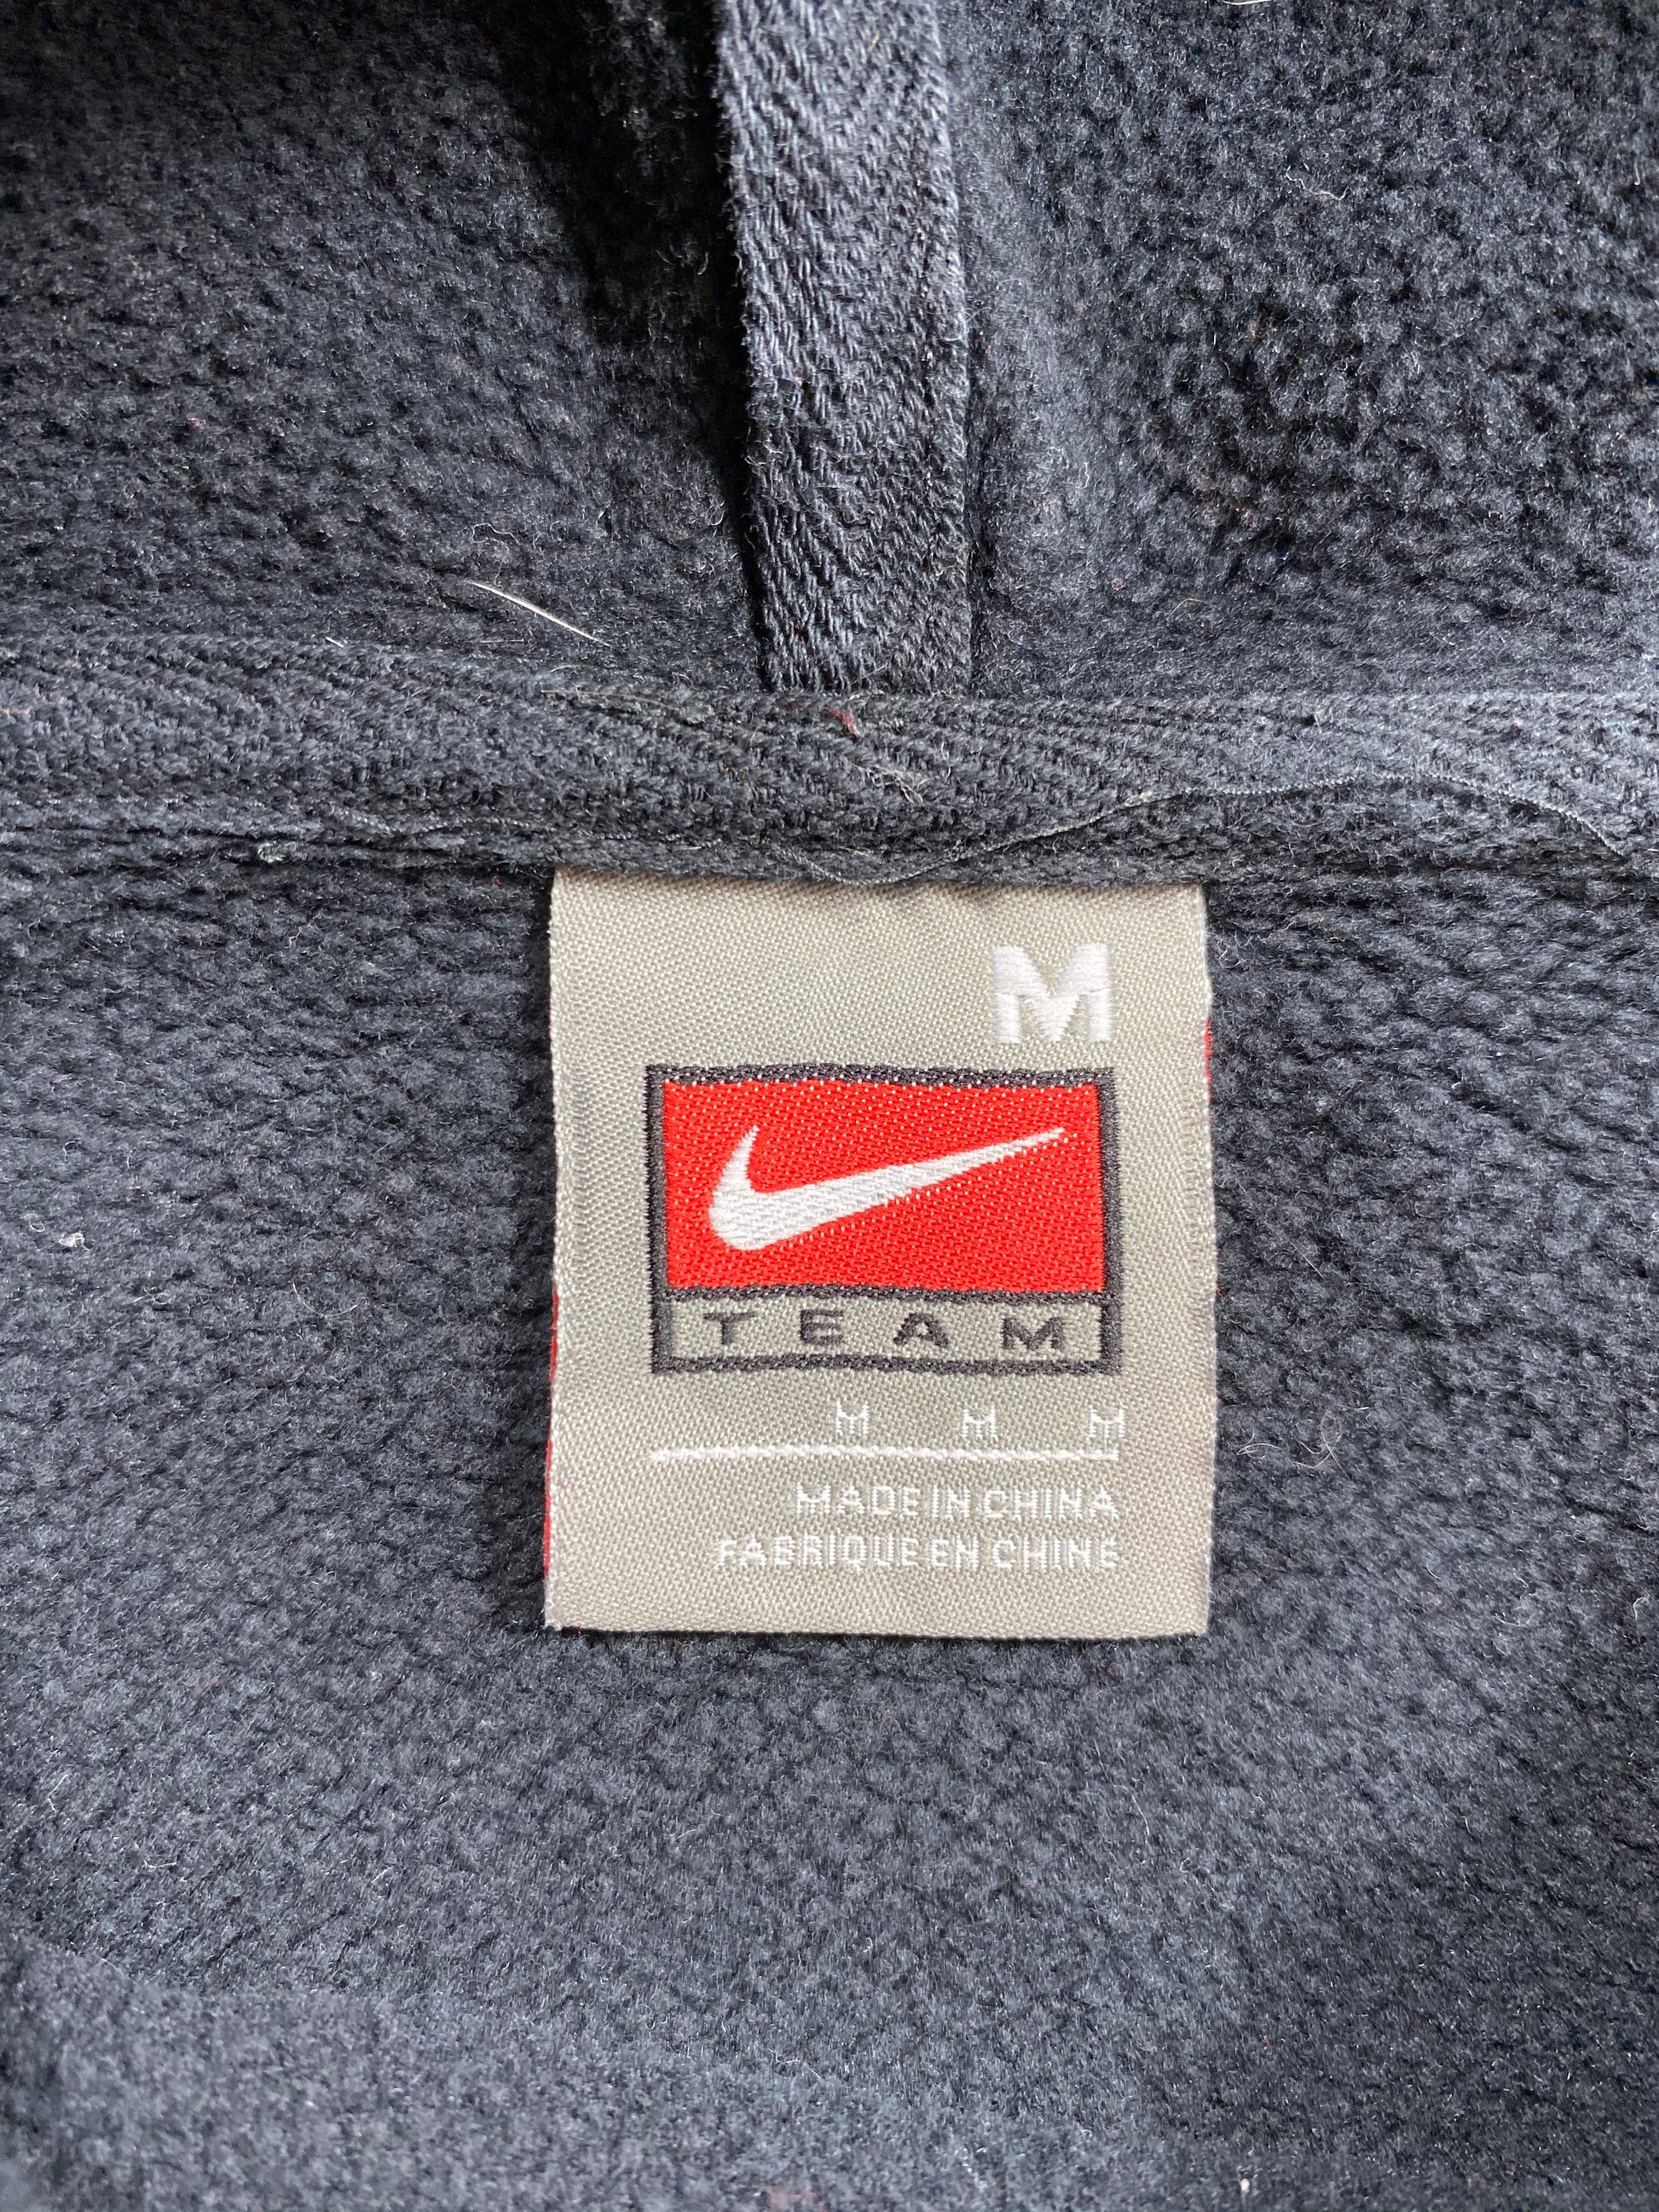 M
TEAM
M M M
MADE IN CHINA
FABRIQUE EN CHINE